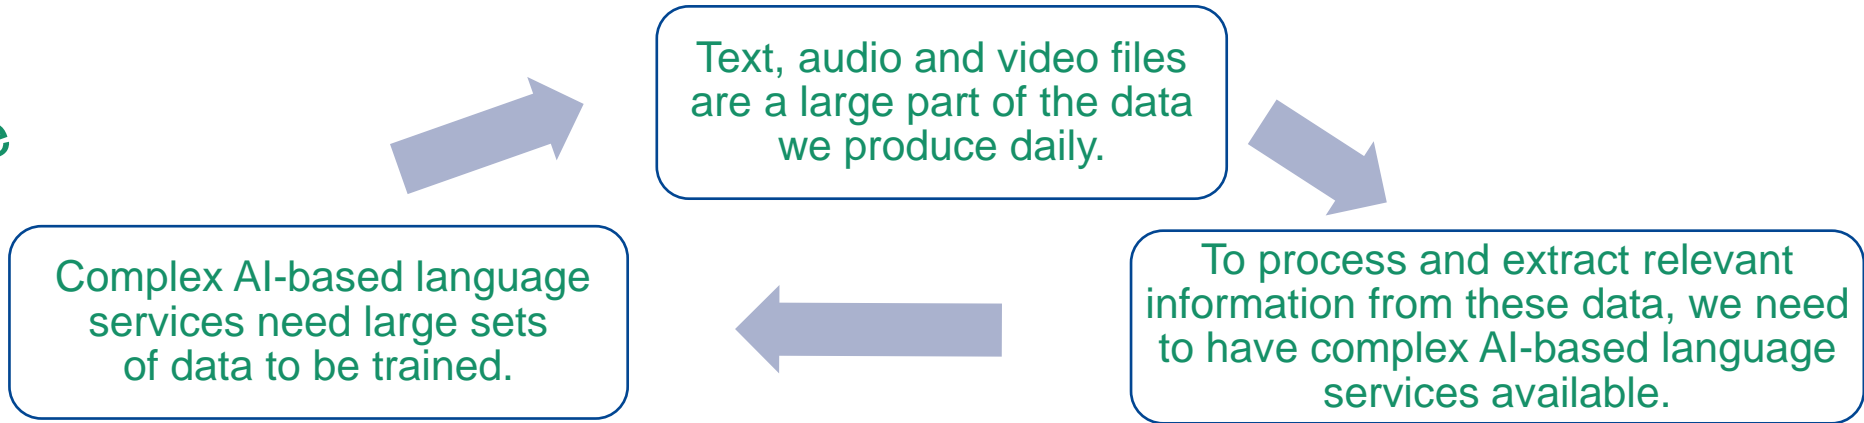 Text, audio and video files
are a large part of the data
we produce daily.
To process and extract relevant
information from these data, we need
to have complex AI-based language
services available.
Complex AI-based language
services need large sets
of data to be trained.